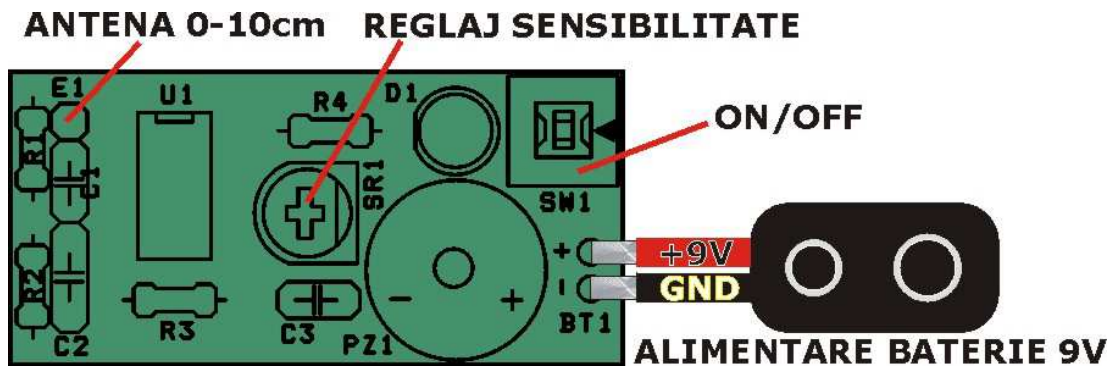 ANTENA 0-10cm
REGLAJ SENSIBILITATE
E1
U1
R4
D1
ON/OFF
R1
C1
SR1
SW1
+
+9V
-
GND
R2
- +
R3
C3
PZ1
BT1
C2
ALIMENTARE BATERIE 9V